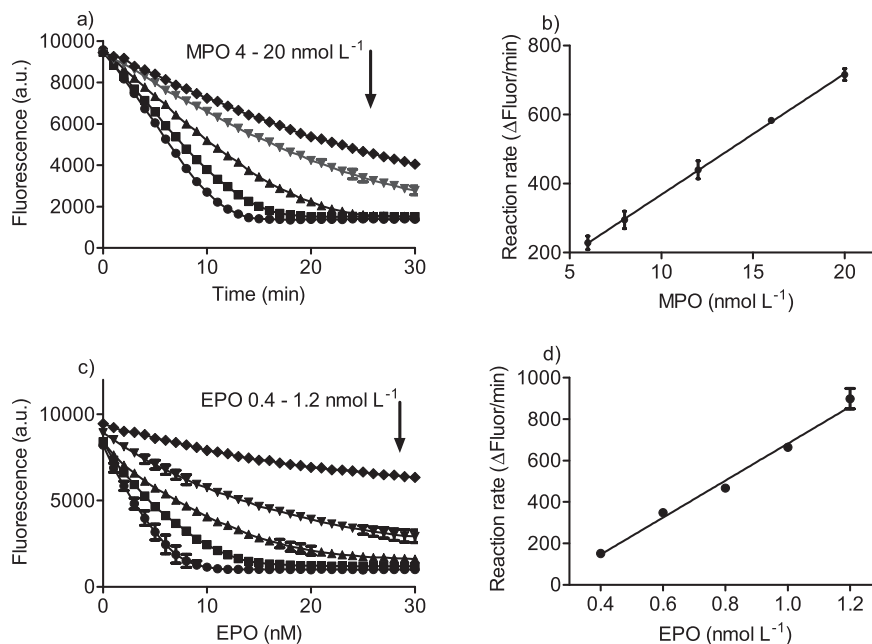 a)
MPO 4 - 20 nmol L⁻¹
Fluorescence (a.u.)
10000
8000
6000
4000
2000
0
0 10 20 30
Time (min)
b)
Reaction rate (ΔFluor/min)
800
600
400
200
5 10 15 20
MPO (nmol L⁻¹)
c)
EPO 0.4 - 1.2 nmol L⁻¹
Fluorescence (a.u.)
10000
5000
0
0 10 20 30
EPO (nM)
d)
Reaction rate (ΔFluor/min)
1000
800
600
400
200
0
0.4 0.6 0.8 1.0 1.2
EPO (nmol L⁻¹)